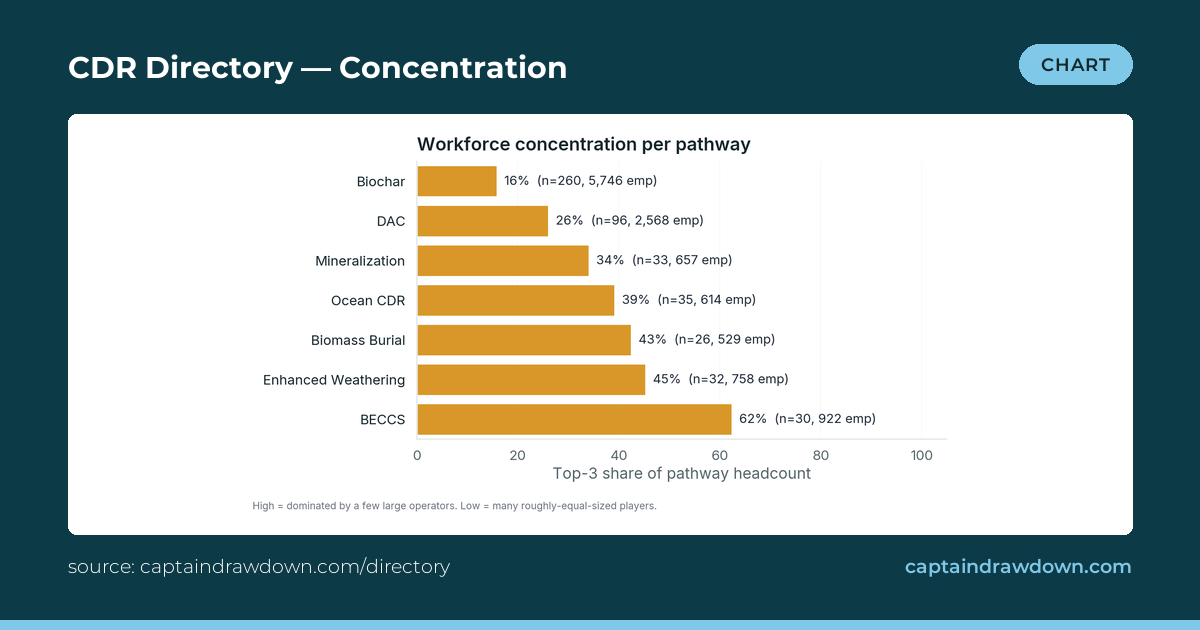 CDR Directory — Concentration
CHART
Workforce concentration per pathway
Biochar 16% (n=260, 5,746 emp)
DAC 26% (n=96, 2,568 emp)
Mineralization 34% (n=33, 657 emp)
Ocean CDR 39% (n=35, 614 emp)
Biomass Burial 43% (n=26, 529 emp)
Enhanced Weathering 45% (n=32, 758 emp)
BECCS 62% (n=30, 922 emp)
0 20 40 60 80 100
Top-3 share of pathway headcount
High = dominated by a few large operators. Low = many roughly-equal-sized players.
source: captaindrawdown.com/directory
captaindrawdown.com